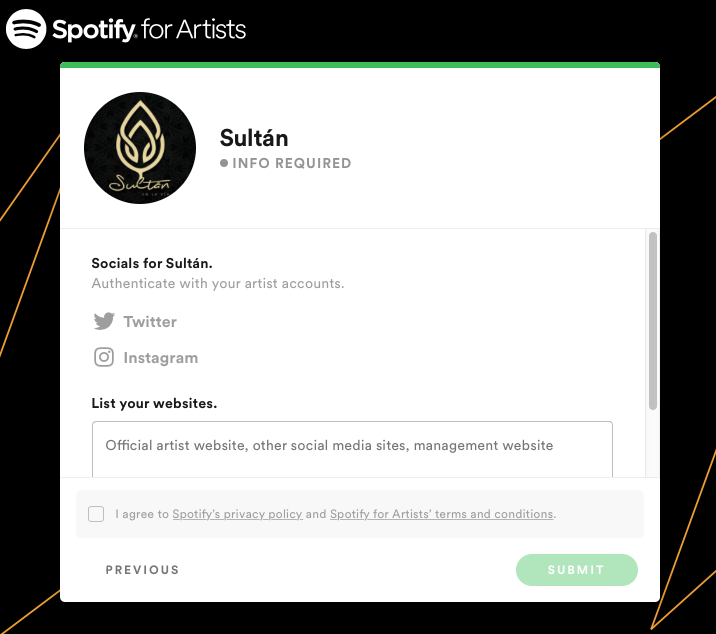 Spotify for Artists
Sultán
Sultán
INFO REQUIRED
Socials for Sultán.
Authenticate with your artist accounts.
Twitter
Instagram
List your websites.
Official artist website, other social media sites, management website
I agree to Spotify's privacy policy and Spotify for Artists' terms and conditions.
PREVIOUS
SUBMIT